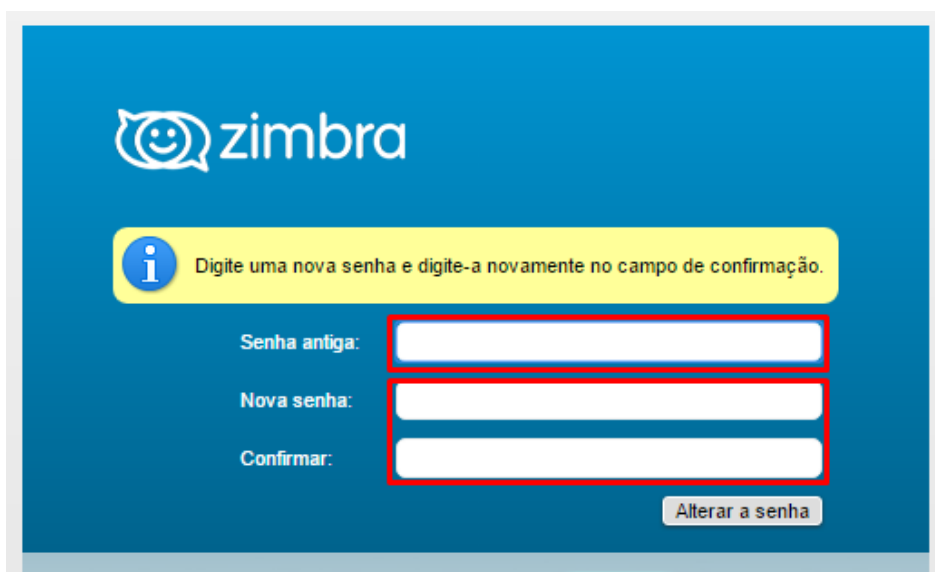 zimbra
Digite uma nova senha e digite-a novamente no campo de confirmação.
Senha antiga:
Nova senha:
Confirmar:
Alterar a senha